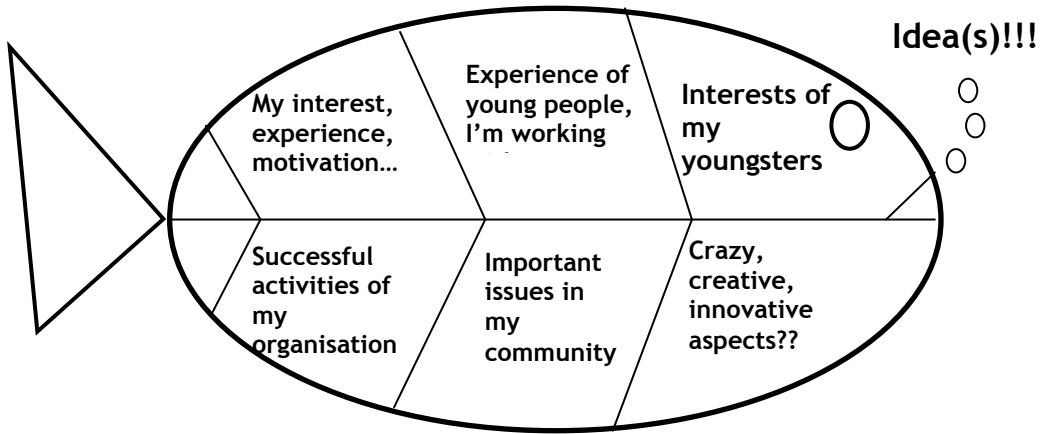 Idea(s)!!!
My interest,
experience,
motivation…
Experience of
young people,
I'm working
Interests of
my
youngsters
Successful
activities of
my
organisation
Important
issues in
my
community
Crazy,
creative,
innovative
aspects??